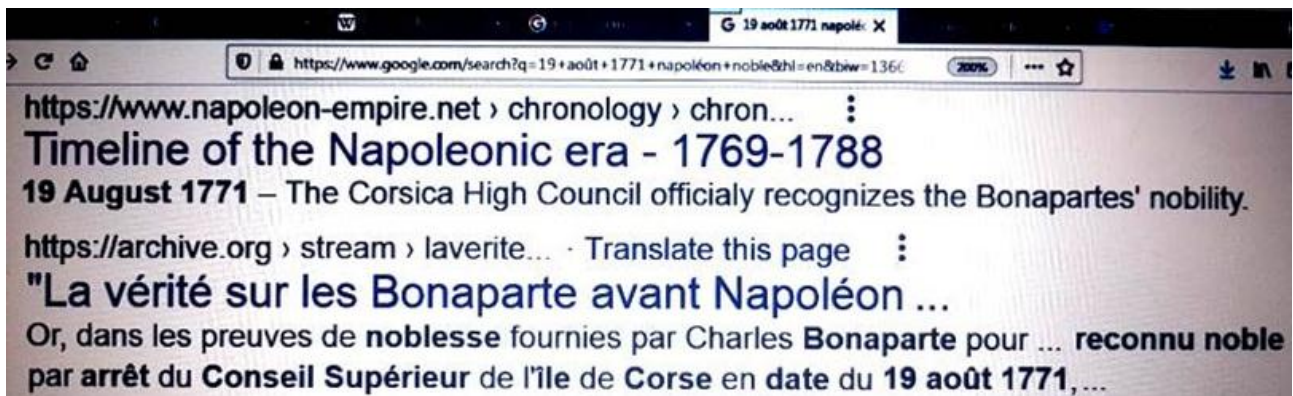 W G G 19 août 1771 napoléc X
https://www.google.com/search?q=19+août+1771+napoléon+noble&hl=en&biw=1366 200%
https://www.napoleon-empire.net › chronology › chron...
Timeline of the Napoleonic era - 1769-1788
19 August 1771 – The Corsica High Council officialy recognizes the Bonapartes' nobility.
https://archive.org › stream › laverite... · Translate this page
"La vérité sur les Bonaparte avant Napoléon ...
Or, dans les preuves de noblesse fournies par Charles Bonaparte pour ... reconnu noble
par arrêt du Conseil Supérieur de l'île de Corse en date du 19 août 1771,...